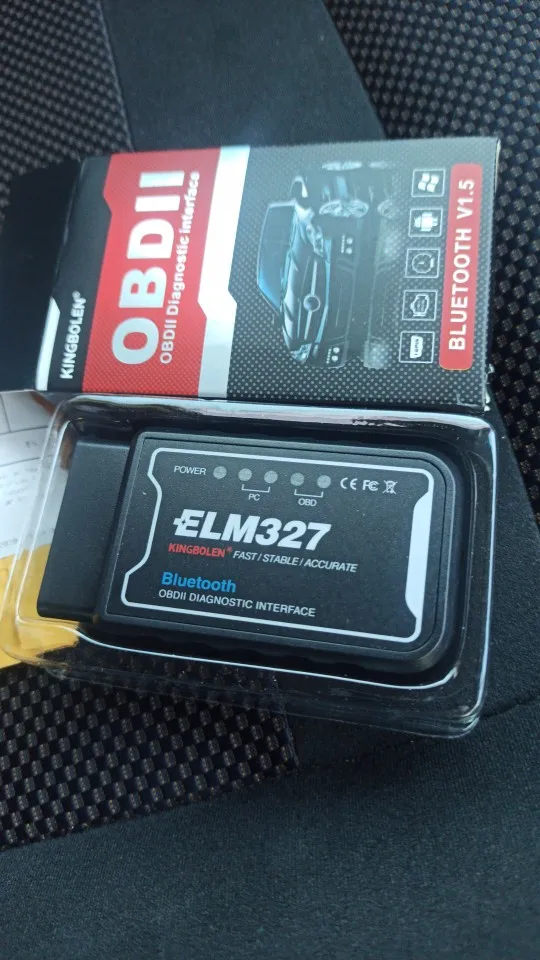 KINGBOLEN®
OBDII
OBDII Diagnostic interface
BLUETOOTH V1.5
POWER
PC
OBD
CE FC
ELM327
KINGBOLEN® FAST / STABLE / ACCURATE
Bluetooth
OBDII DIAGNOSTIC INTERFACE